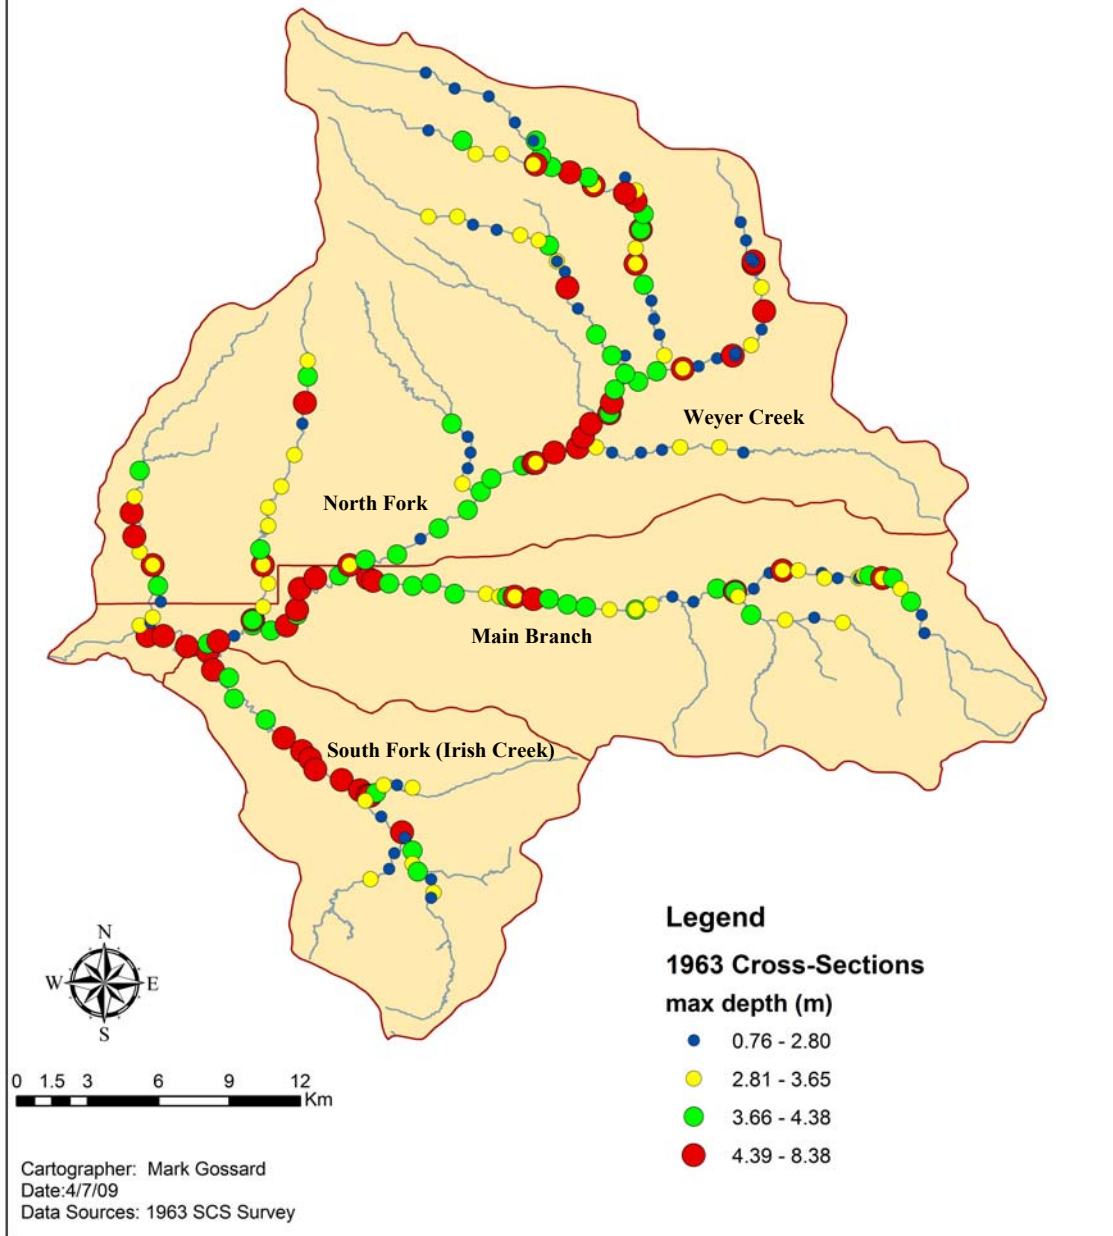 Weyer Creek
North Fork
Main Branch
South Fork (Irish Creek)
N
W E
S
0 1.5 3 6 9 12
Km
Cartographer: Mark Gossard
Date:4/7/09
Data Sources: 1963 SCS Survey
Legend
1963 Cross-Sections
max depth (m)
0.76 - 2.80
2.81 - 3.65
3.66 - 4.38
4.39 - 8.38